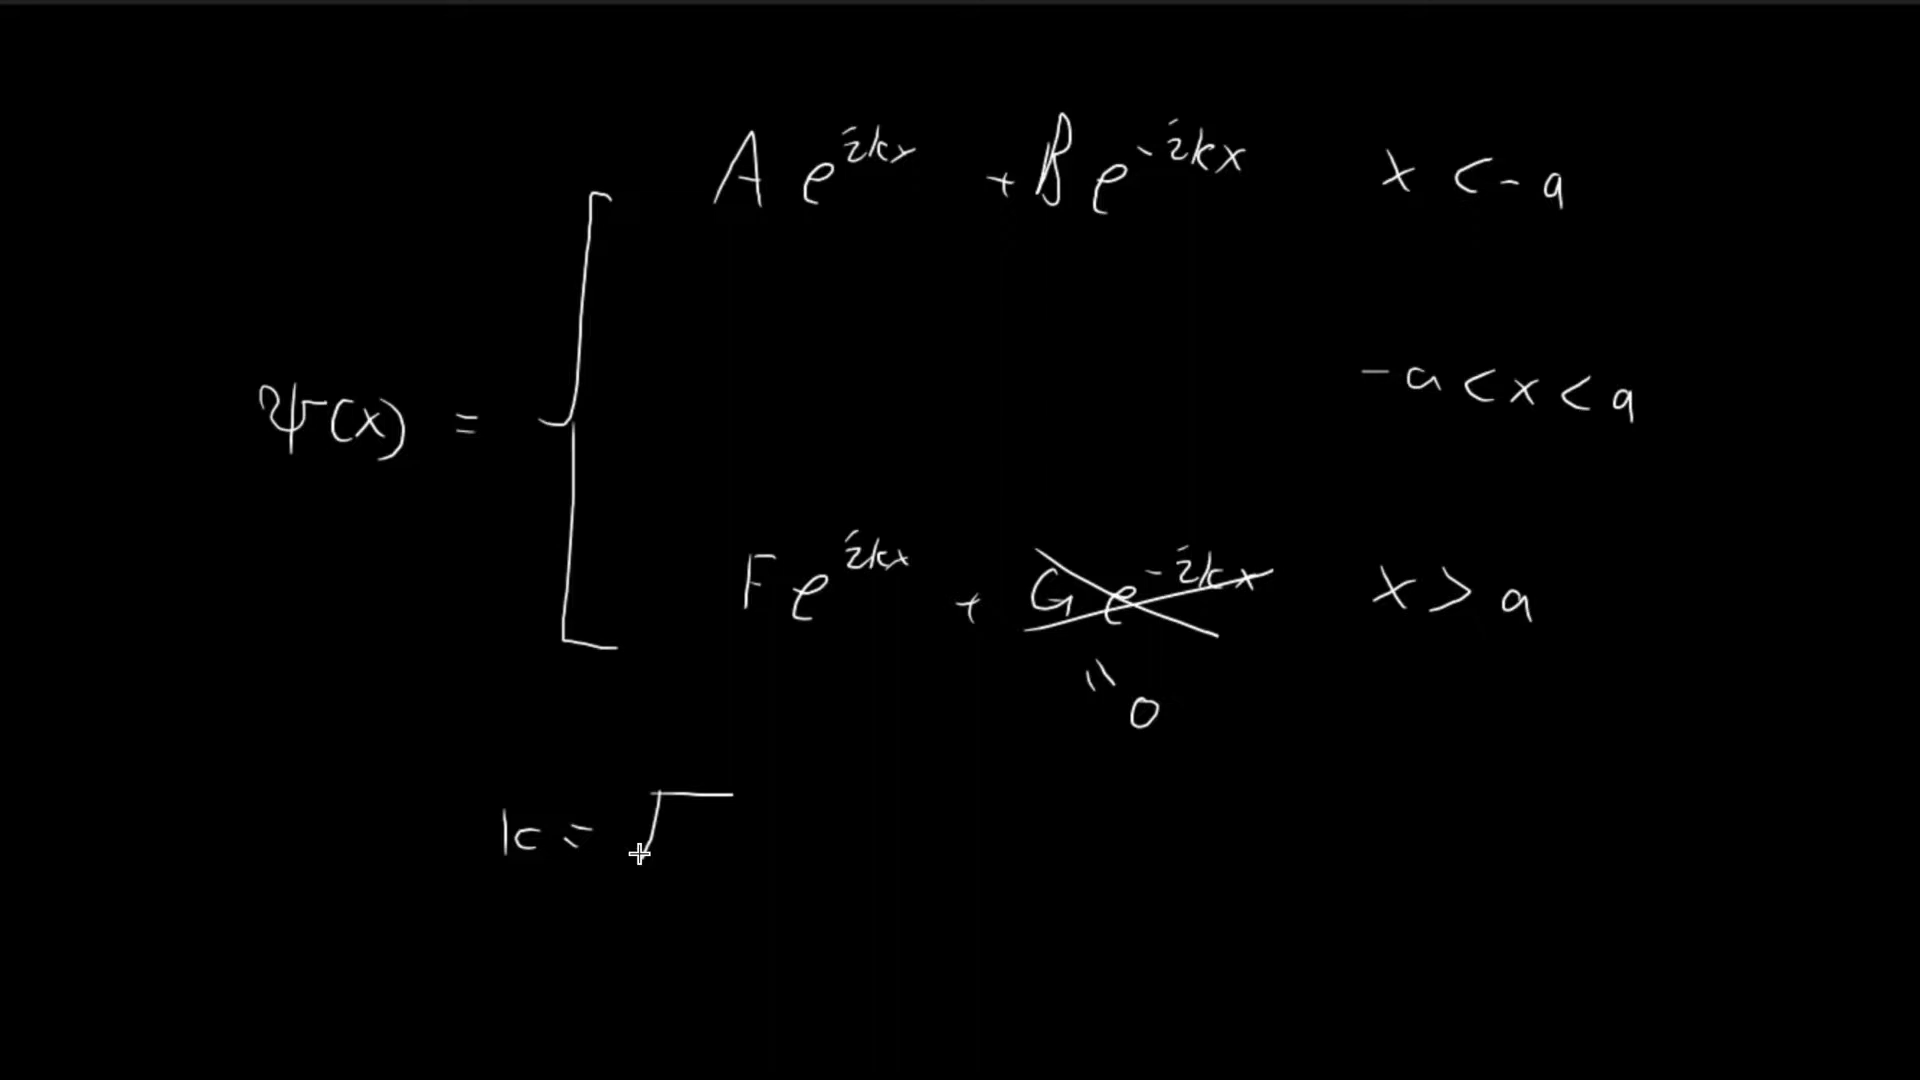 A e^{ikx} + B e^{-ikx} x < -a
-a < x < a
ψ(x) =
F e^{ikx} + G e^{-ikx} x > a
= 0
k = √